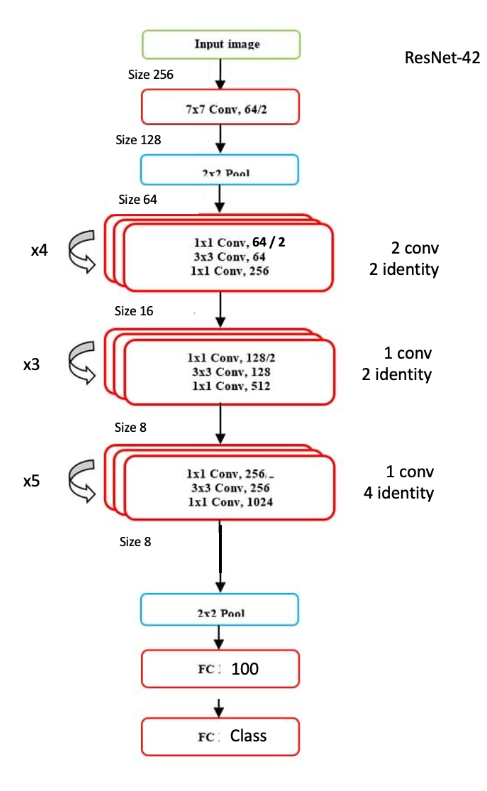 Input image
ResNet-42
Size 256
7x7 Conv, 64/2
Size 128
2x2 Pool
Size 64
x4
1x1 Conv, 64 / 2
3x3 Conv, 64
1x1 Conv, 256
2 conv
2 identity
Size 16
x3
1x1 Conv, 128/2
3x3 Conv, 128
1x1 Conv, 512
1 conv
2 identity
Size 8
x5
1x1 Conv, 256
3x3 Conv, 256
1x1 Conv, 1024
1 conv
4 identity
Size 8
2x2 Pool
FC : 100
FC : Class